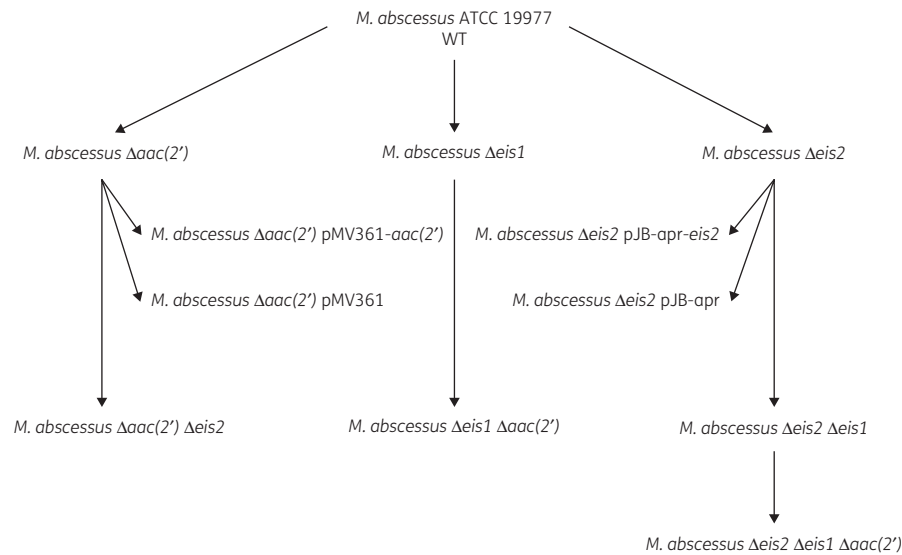 M. abscessus ATCC 19977
WT
M. abscessus Δaac(2′)
M. abscessus Δeis1
M. abscessus Δeis2
M. abscessus Δaac(2′) pMV361-aac(2′)
M. abscessus Δeis2 pJB-apr-eis2
M. abscessus Δaac(2′) pMV361
M. abscessus Δeis2 pJB-apr
M. abscessus Δaac(2′) Δeis2
M. abscessus Δeis1 Δaac(2′)
M. abscessus Δeis2 Δeis1
M. abscessus Δeis2 Δeis1 Δaac(2′)